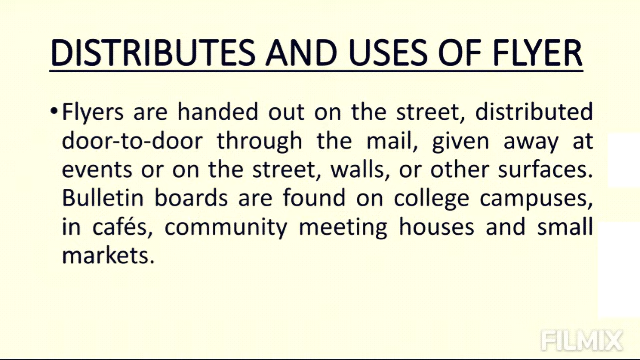 DISTRIBUTES AND USES OF FLYER
•Flyers are handed out on the street, distributed
door-to-door through the mail, given away at
events or on the street, walls, or other surfaces.
Bulletin boards are found on college campuses,
in cafés, community meeting houses and small
markets.
FILMIX